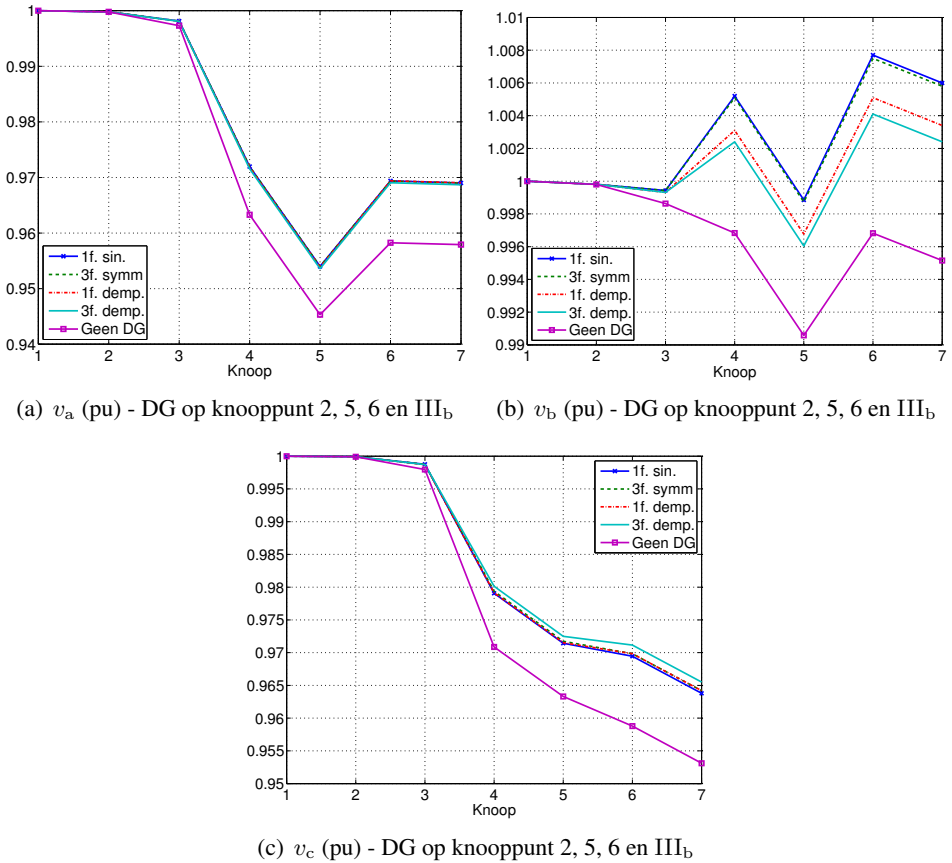 1
0.99
0.98
0.97
0.96
0.95
0.94
1f. sin.
3f. symm
1f. demp.
3f. demp.
Geen DG
1 2 3 4 5 6 7
Knoop
(a) va (pu) - DG op knooppunt 2, 5, 6 en IIIb
1.01
1.008
1.006
1.004
1.002
1
0.998
0.996
0.994
0.992
0.99
1f. sin.
3f. symm
1f. demp.
3f. demp.
Geen DG
1 2 3 4 5 6 7
Knoop
(b) vb (pu) - DG op knooppunt 2, 5, 6 en IIIb
1
0.995
0.99
0.985
0.98
0.975
0.97
0.965
0.96
0.955
0.95
1f. sin.
3f. symm
1f. demp.
3f. demp.
Geen DG
1 2 3 4 5 6 7
Knoop
(c) vc (pu) - DG op knooppunt 2, 5, 6 en IIIb